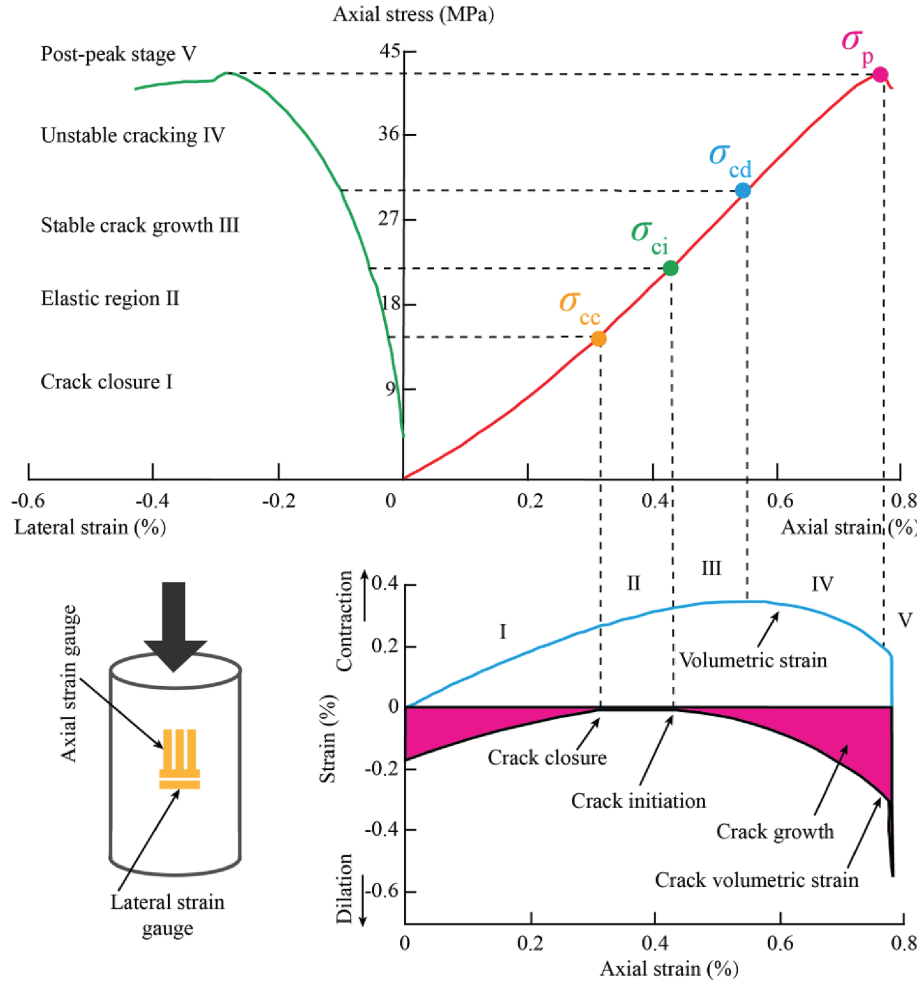 Axial stress (MPa)
Post-peak stage V
Unstable cracking IV
Stable crack growth III
Elastic region II
Crack closure I
45
36
27
18
9
σp
σcd
σci
σcc
-0.6
-0.4
-0.2
0
0.2
0.4
0.6
0.8
Lateral strain (%)
Axial strain (%)
Axial strain gauge
Lateral strain
gauge
Contraction
Strain (%)
Dilation
0.4
0.2
0
-0.2
-0.4
-0.6
I
II
III
IV
V
Volumetric strain
Crack closure
Crack initiation
Crack growth
Crack volumetric strain
0
0.2
0.4
0.6
0.8
Axial strain (%)